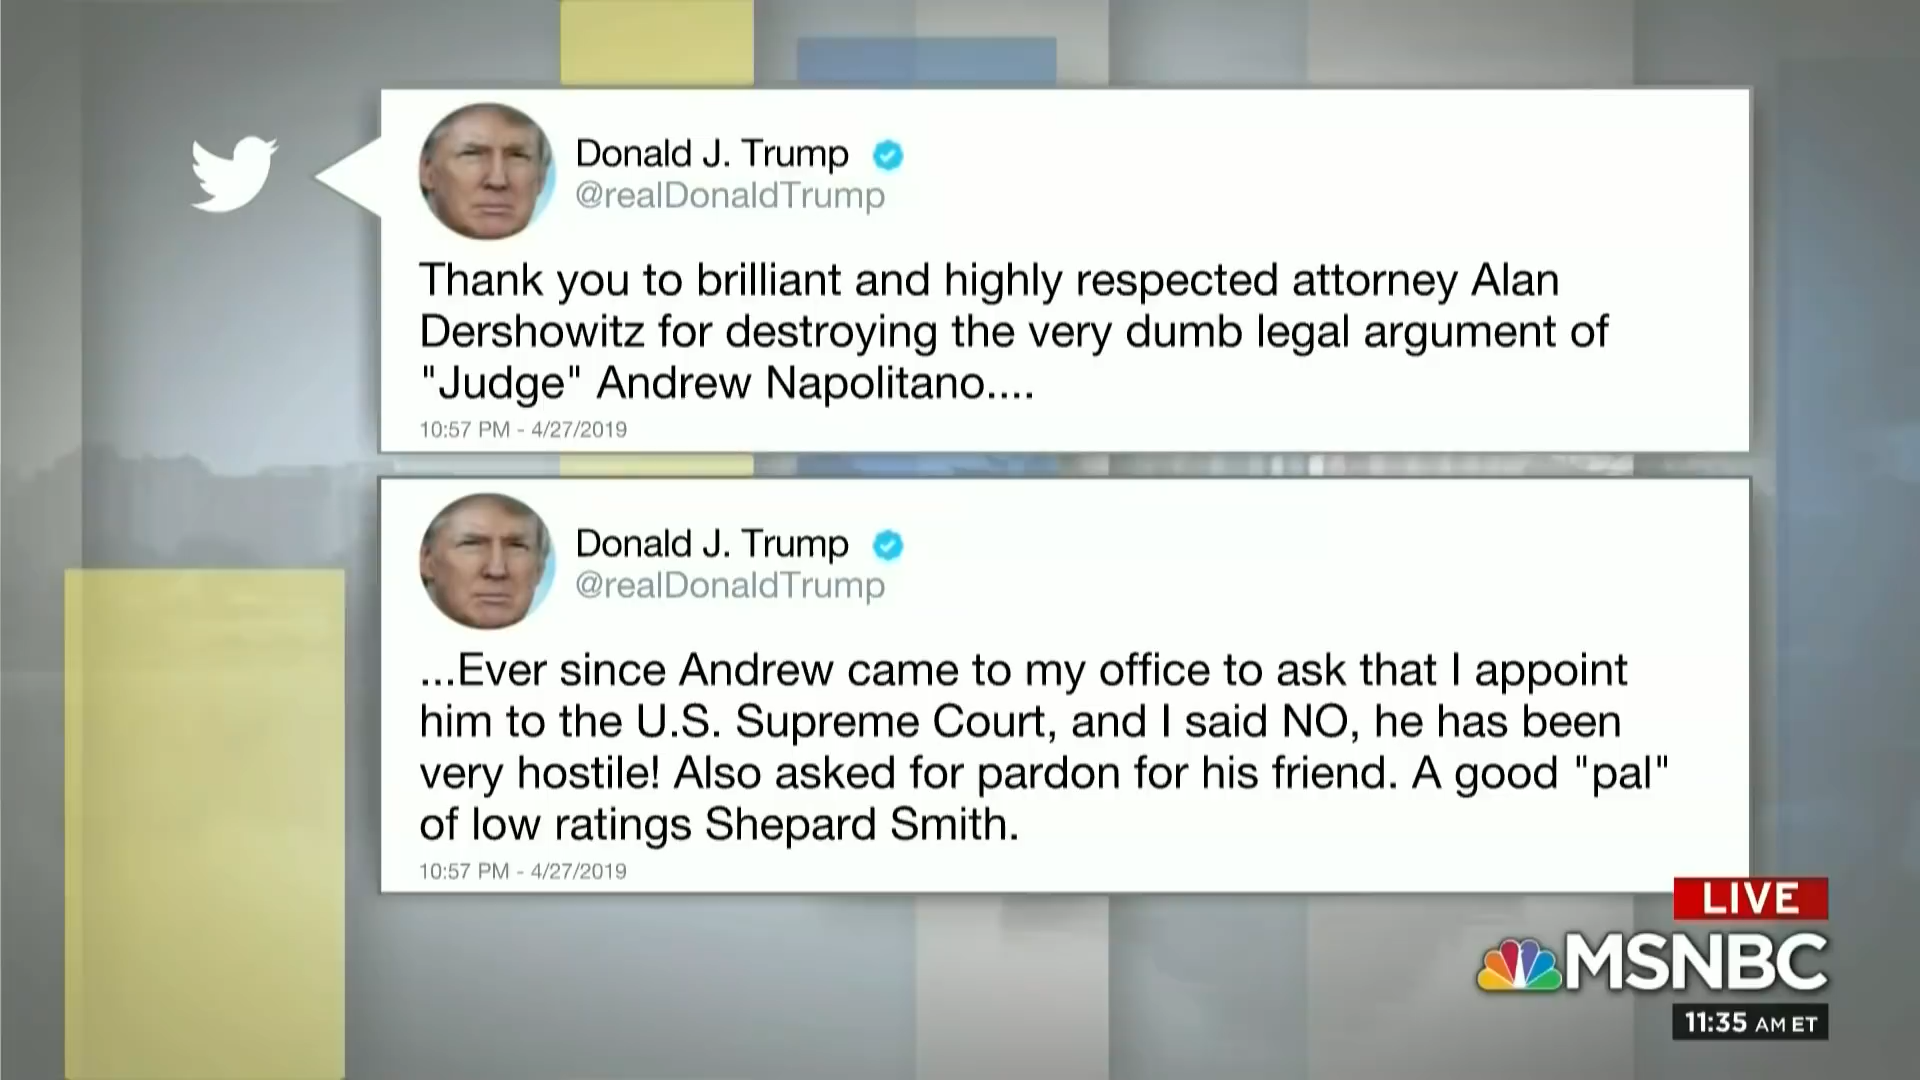 Donald J. Trump
@realDonaldTrump
Thank you to brilliant and highly respected attorney Alan
Dershowitz for destroying the very dumb legal argument of
"Judge" Andrew Napolitano....
10:57 PM - 4/27/2019
Donald J. Trump
@realDonaldTrump
...Ever since Andrew came to my office to ask that I appoint
him to the U.S. Supreme Court, and I said NO, he has been
very hostile! Also asked for pardon for his friend. A good "pal"
of low ratings Shepard Smith.
10:57 PM - 4/27/2019
LIVE
MSNBC
11:35 AM ET